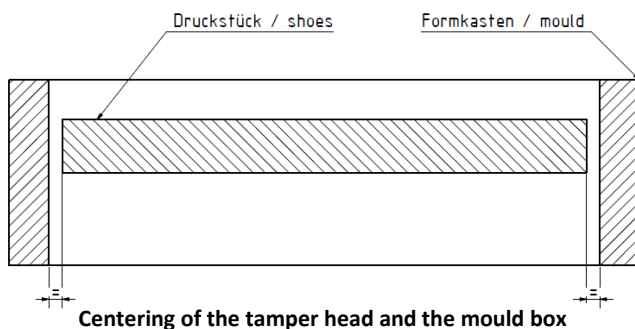 Druckstück / shoes
Formkasten / mould
= =
Centering of the tamper head and the mould box